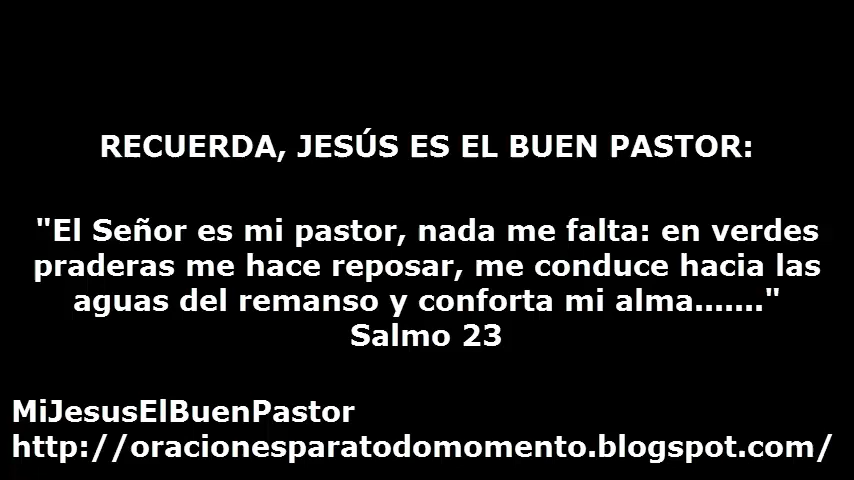 RECUERDA, JESÚS ES EL BUEN PASTOR:
"El Señor es mi pastor, nada me falta: en verdes
praderas me hace reposar, me conduce hacia las
aguas del remanso y conforta mi alma......."
Salmo 23
MiJesusElBuenPastor
http://oracionesparatodomomento.blogspot.com/